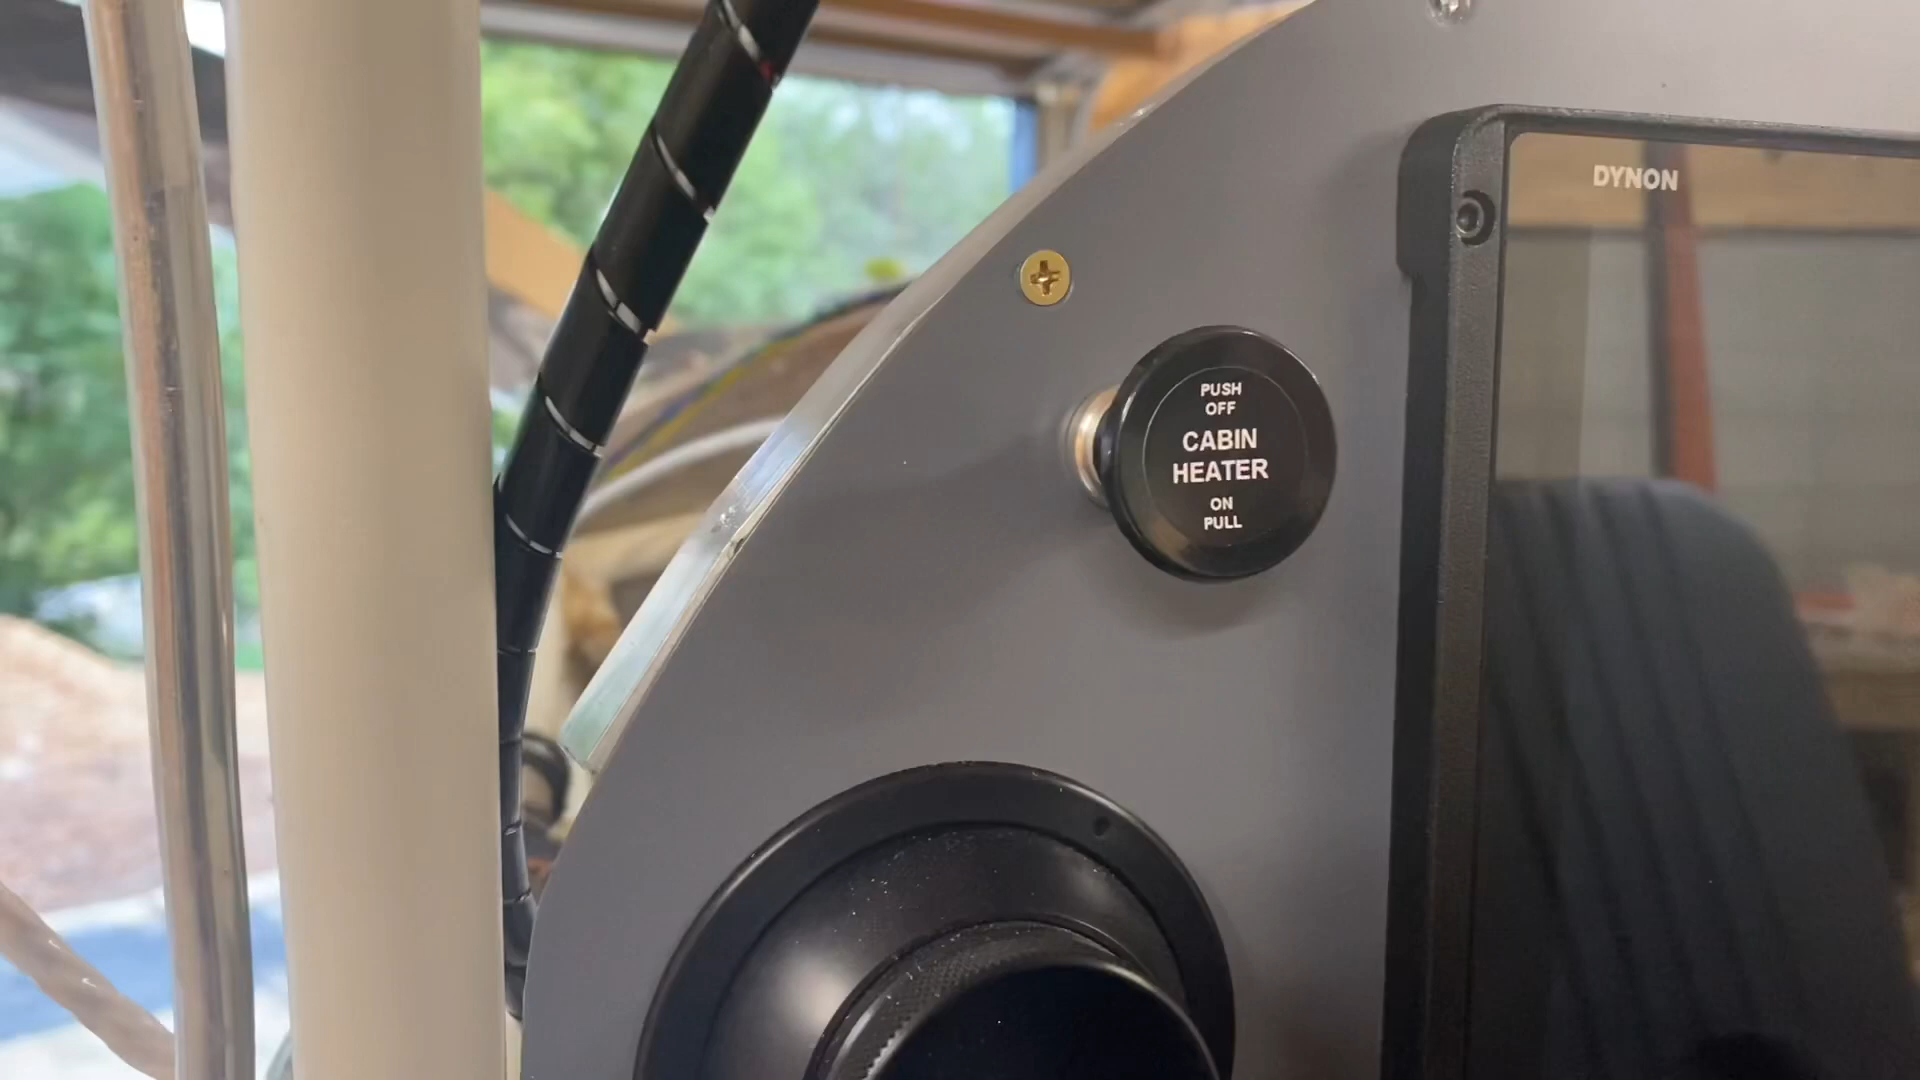 DYNON
PUSH
OFF
CABIN
HEATER
ON
PULL